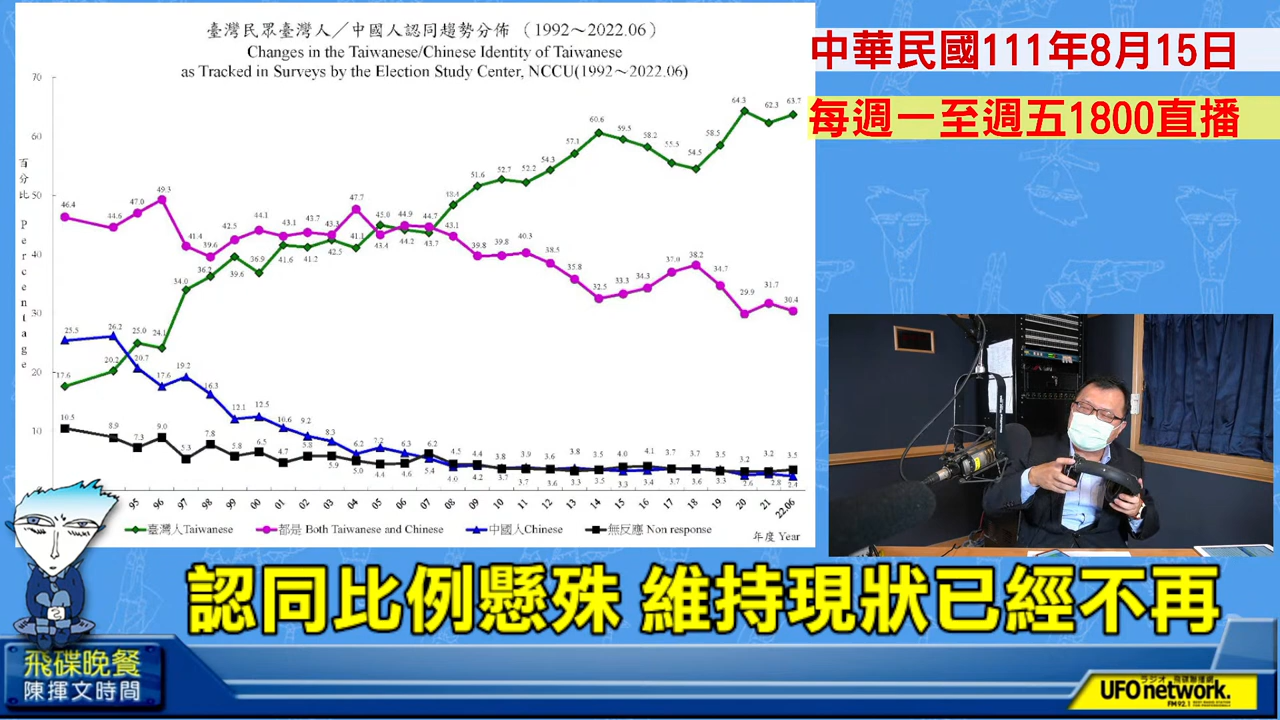 臺灣民眾臺灣人／中國人認同趨勢分佈（1992～2022.06）
Changes in the Taiwanese/Chinese Identity of Taiwanese
as Tracked in Surveys by the Election Study Center, NCCU(1992～2022.06)
中華民國111年8月15日
每週一至週五1800直播
百分比 Percentage
70
60
50
40
30
20
10
64.3 62.3 63.7
60.6 59.5 58.2 55.5 54.5 58.5
57.1
51.6 52.7 52.2 54.3
48.4
46.4 44.6 47.0 49.3 41.4 39.6 42.5 44.1 43.1 43.7 43.3 47.7 45.0 44.9 44.7 43.1 39.8 39.8 40.3 38.5 35.8 32.5 33.3 34.3 37.0 38.2 34.7 29.9 31.7 30.4
34.0 36.2 39.6 36.9 41.6 41.2 42.5 41.1 43.4 44.2 43.7
25.5 26.2 25.0 24.1
17.6 20.2 20.7 17.6 19.2 16.3 12.1 12.5 10.6 9.2 8.3 6.2 7.2 6.3 6.2
10.5 8.9 7.3 9.0 5.3 7.8 5.8 6.5 4.7 5.8 5.9 5.0 4.4 4.6 5.4
4.5 4.4 3.7 3.9 3.6 3.8 3.5 3.9 4.1 3.7 3.7 3.5 3.2 3.2 3.5
4.0 4.2 3.7 3.6 3.3 3.5 3.3 3.4 3.6 3.3 2.6 2.8 2.4
95 96 97 98 99 00 01 02 03 04 05 06 07 08 09 10 11 12 13 14 15 16 17 18 19 20 21 22.06
臺灣人Taiwanese 都是 Both Taiwanese and Chinese 中國人Chinese 無反應 Non response
年度 Year
認同比例懸殊 維持現狀已經不再
飛碟晚餐
陳揮文時間
ラジオ 飛碟聯播網
UFO network.
FM92.1